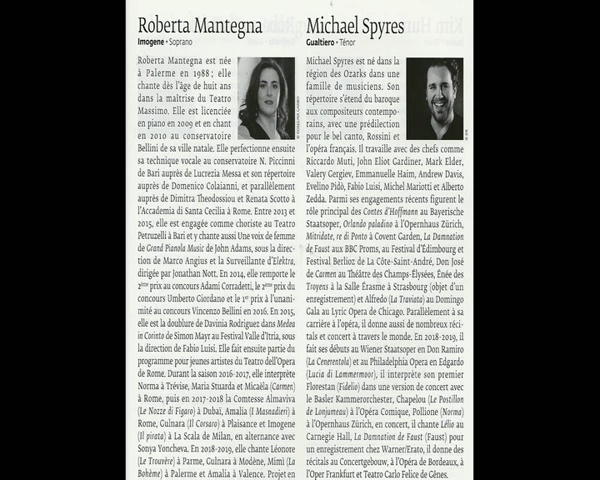 Roberta Mantegna
Imogene • Soprano
Roberta Mantegna est née
à Palerme en 1988 ; elle
chante dès l'âge de huit ans
dans la maîtrise du Teatro
Massimo. Elle est licenciée
en piano en 2009 et en chant
en 2010 au conservatoire
Bellini de sa ville natale. Elle perfectionne ensuite
sa technique vocale au conservatoire N. Piccinni
de Bari auprès de Lucrezia Messa et son répertoire
auprès de Domenico Colaianni, et parallèlement
auprès de Dimitra Theodossiou et Renata Scotto à
l'Accademia di Santa Cecilia à Rome. Entre 2013 et
2015, elle est engagée comme choriste au Teatro
Petruzzelli à Bari et y chante aussi Une voix de femme
de Grand Pianola Music de John Adams, sous la direc-
tion de Marco Angius et la Surveillante d'Elektra,
dirigée par Jonathan Nott. En 2014, elle remporte le
2ème prix au concours Adami Corradetti, le 2ème prix du
concours Umberto Giordano et le 1er prix à l'unani-
mité au concours Vincenzo Bellini en 2016. En 2015,
elle est la doublure de Davinia Rodriguez dans Medea
in Corinto de Simon Mayr au Festival Valle d'Itria, sous
la direction de Fabio Luisi. Elle fait ensuite partie du
programme pour jeunes artistes du Teatro dell'Opera
de Rome. Durant la saison 2016-2017, elle interprète
Norma à Trévise, Maria Stuarda et Micaëla (Carmen)
à Rome, puis en 2017-2018 la Comtesse Almaviva
(Le Nozze di Figaro) à Dubaï, Amalia (I Masnadieri) à
Rome, Gulnara (Il Corsaro) à Plaisance et Imogene
(Il pirata) à La Scala de Milan, en alternance avec
Sonya Yoncheva. En 2018-2019, elle chante Léonore
(Le Trouvère) à Parme, Gulnara à Modène, Mimì (La
Bohème) à Palerme et Amalia à Valence. Projet en
Michael Spyres
Gualtiero • Ténor
Michael Spyres est né dans la
région des Ozarks dans une
famille de musiciens. Son
répertoire s'étend du baroque
aux compositeurs contempo-
rains, avec une prédilection
pour le bel canto, Rossini et
l'opéra français. Il travaille avec des chefs comme
Riccardo Muti, John Eliot Gardiner, Mark Elder,
Valery Gergiev, Emmanuelle Haim, Andrew Davis,
Evelino Pidò, Fabio Luisi, Michel Mariotti et Alberto
Zedda. Parmi ses engagements récents figurent le
rôle principal des Contes d'Hoffmann au Bayerische
Staatsoper, Orlando paladino à l'Opernhaus Zürich,
Mitridate, re di Ponto à Covent Garden, La Damnation
de Faust aux BBC Proms, au Festival d'Édimbourg et
Festival Berlioz de La Côte-Saint-André, Don José
de Carmen au Théâtre des Champs-Élysées, Énée des
Troyens à la Salle Érasme à Strasbourg (objet d'un
enregistrement) et Alfredo (La Traviata) au Domingo
Gala au Lyric Opera de Chicago. Parallèlement à sa
carrière à l'opéra, il donne aussi de nombreux réci-
tals et concert à travers le monde. En 2018-2019, il
fait ses débuts au Wiener Staatsoper en Don Ramiro
(La Cenerentola) et au Philadelphia Opera en Edgardo
(Lucia di Lammermoor), il interprète son premier
Florestan (Fidelio) dans une version de concert avec
le Basler Kammerorchester, Chapelou (Le Postillon
de Lonjumeau) à l'Opéra Comique, Pollione (Norma)
à l'Opernhaus Zürich, en concert, il chante Lélio au
Carnegie Hall, La Damnation de Faust (Faust) pour
un enregistrement chez Warner/Erato, il donne des
récitals au Concertgebouw, à l'Opéra de Bordeaux, à
l'Oper Frankfurt et Teatro Carlo Felice de Gênes.